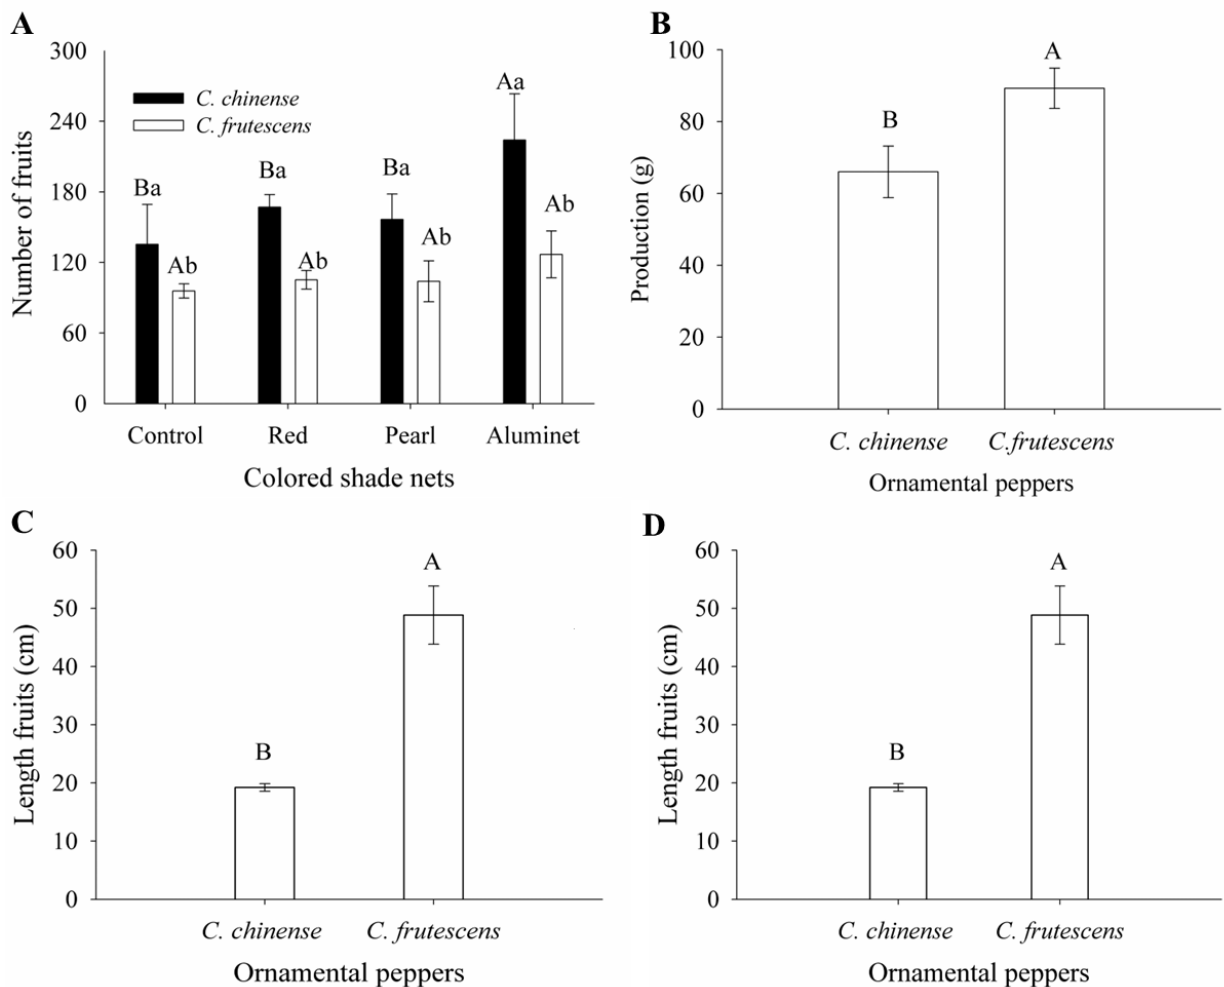 A
300
240
180
120
60
0
Number of fruits
C. chinense
C. frutescens
Ba
Ab
Ba
Ab
Ba
Ab
Aa
Ab
Control Red Pearl Aluminet
Colored shade nets
B
100
80
60
40
20
0
Production (g)
B
A
C. chinense C.frutescens
Ornamental peppers
C
60
50
40
30
20
10
0
Length fruits (cm)
B
A
C. chinense C. frutescens
Ornamental peppers
D
60
50
40
30
20
10
0
Length fruits (cm)
B
A
C. chinense C. frutescens
Ornamental peppers